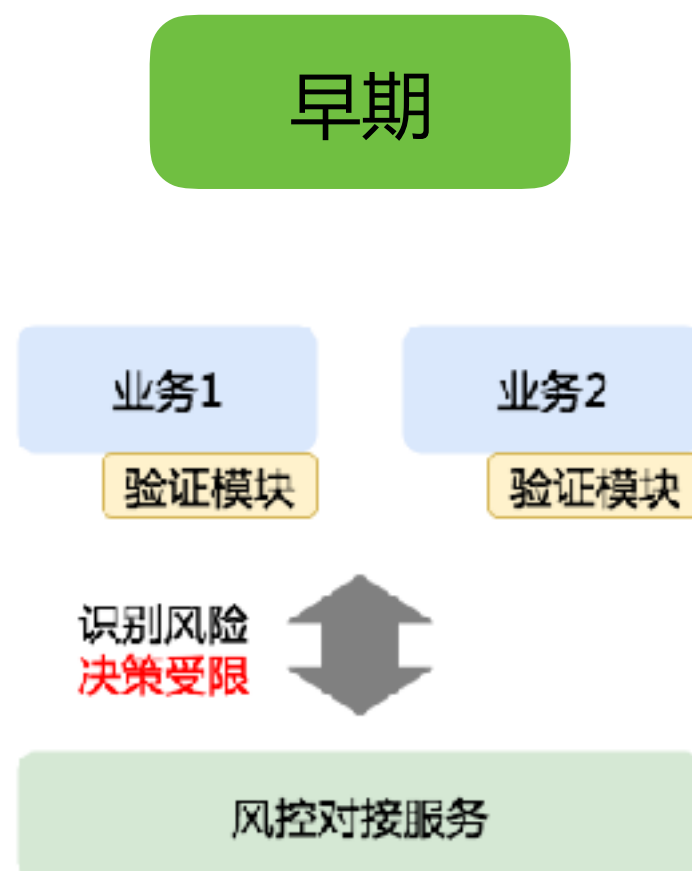 早期
业务1
业务2
验证模块
验证模块
识别风险
决策受限
风控对接服务